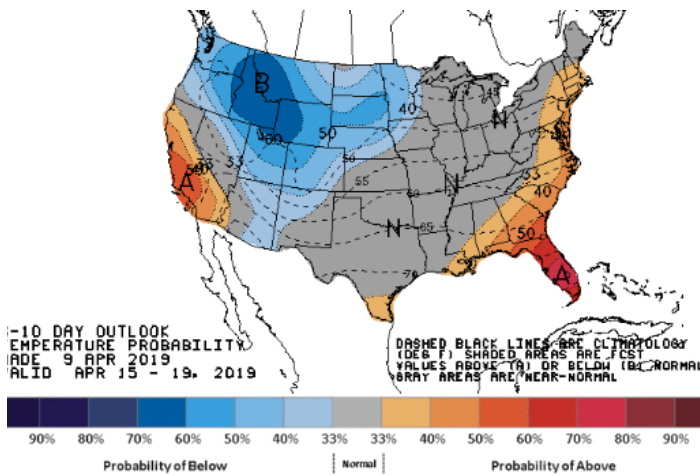 B
40
45
N
50
60
50
33
50
33
55
60
33
A
N
40
N
65
50
70
A
-10 DAY OUTLOOK
TEMPERATURE PROBABILITY
MADE 9 APR 2019
VALID APR 15 - 19, 2019
DASHED BLACK LINES ARE CLIMATOLOGY
(DEG F) SHADED AREAS ARE FCST
VALUES ABOVE (A) OR BELOW (B) NORMAL
GRAY AREAS ARE NEAR-NORMAL
90% 80% 70% 60% 50% 40% 33% 33% 40% 50% 60% 70% 80% 90%
Probability of Below Normal Probability of Above